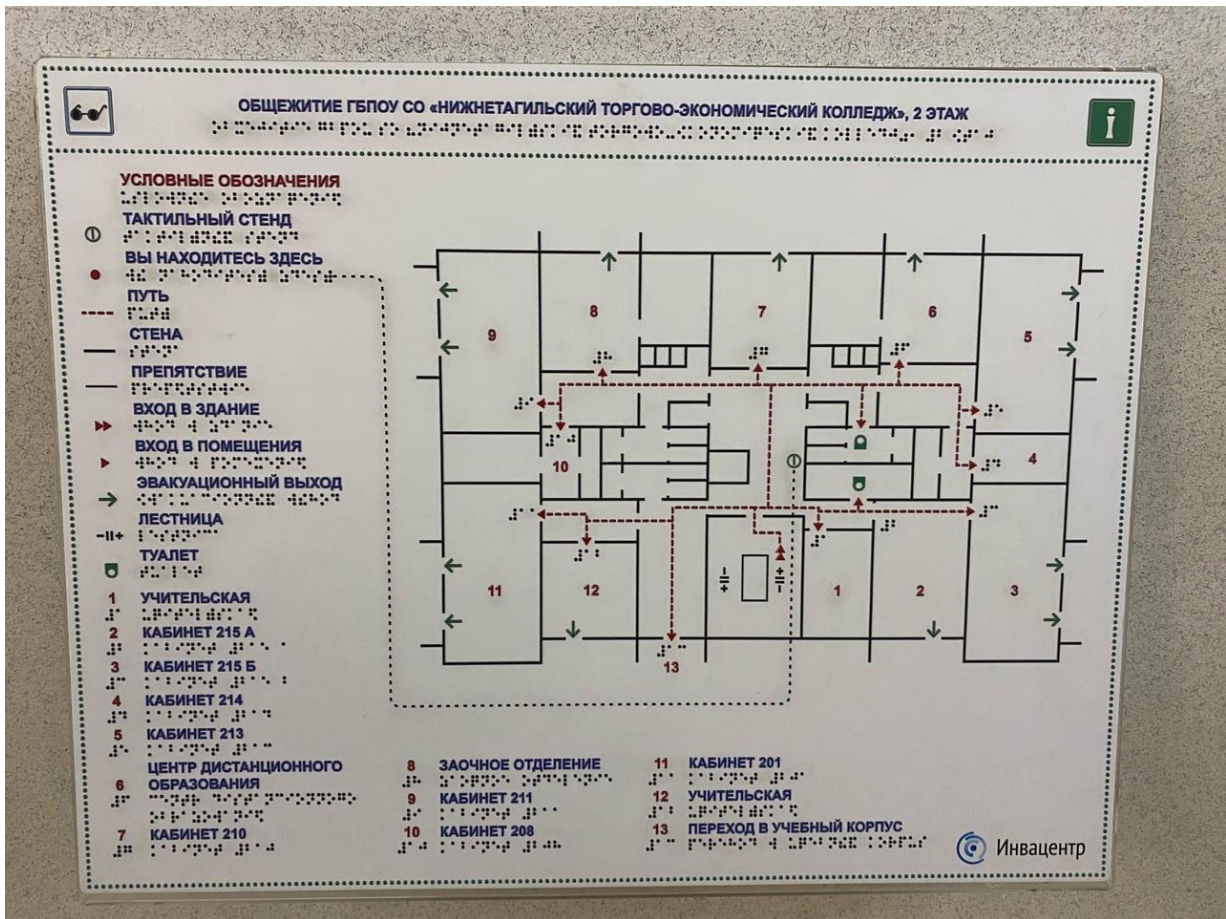 ОБЩЕЖИТИЕ ГБПОУ СО «НИЖНЕТАГИЛЬСКИЙ ТОРГОВО-ЭКОНОМИЧЕСКИЙ КОЛЛЕДЖ», 2 ЭТАЖ
i
УСЛОВНЫЕ ОБОЗНАЧЕНИЯ
ТАКТИЛЬНЫЙ СТЕНД
ВЫ НАХОДИТЕСЬ ЗДЕСЬ
ПУТЬ
СТЕНА
ПРЕПЯТСТВИЕ
ВХОД В ЗДАНИЕ
ВХОД В ПОМЕЩЕНИЯ
ЭВАКУАЦИОННЫЙ ВЫХОД
ЛЕСТНИЦА
ТУАЛЕТ
1 УЧИТЕЛЬСКАЯ
2 КАБИНЕТ 215 А
3 КАБИНЕТ 215 Б
4 КАБИНЕТ 214
5 КАБИНЕТ 213
6 ЦЕНТР ДИСТАНЦИОННОГО
ОБРАЗОВАНИЯ
7 КАБИНЕТ 210
8 ЗАОЧНОЕ ОТДЕЛЕНИЕ
9 КАБИНЕТ 211
10 КАБИНЕТ 208
11 КАБИНЕТ 201
12 УЧИТЕЛЬСКАЯ
13 ПЕРЕХОД В УЧЕБНЫЙ КОРПУС
8 7 6
9 5
10 4
11 12 1 2 3
13
Инвацентр